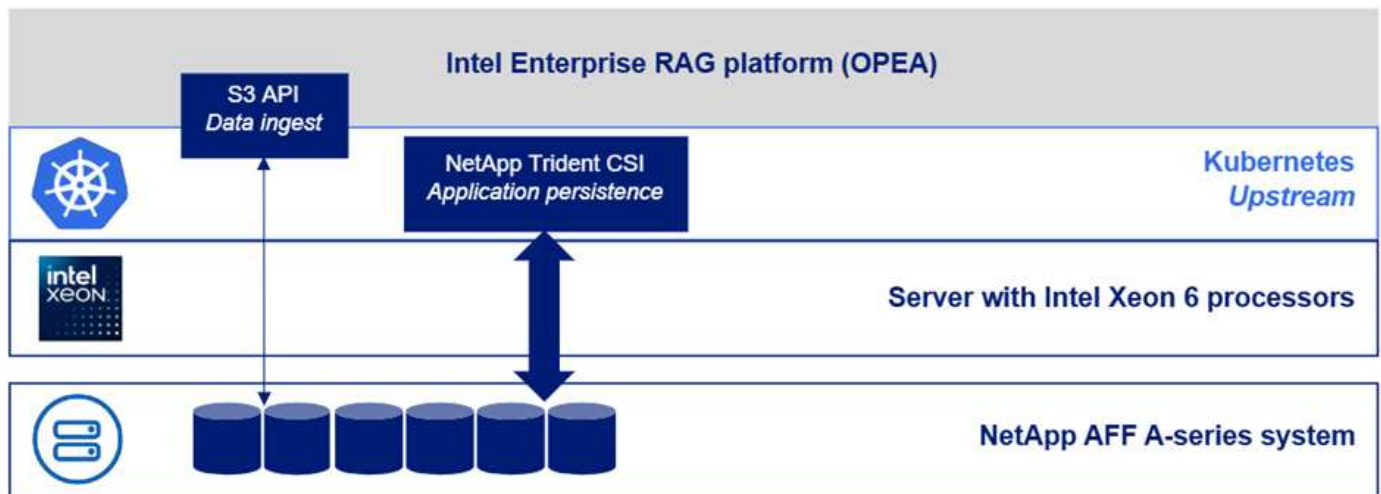 Intel Enterprise RAG platform (OPEA)
S3 API
Data ingest
NetApp Trident CSI
Application persistence
Kubernetes
Upstream
intel
xeon
Server with Intel Xeon 6 processors
NetApp AFF A-series system